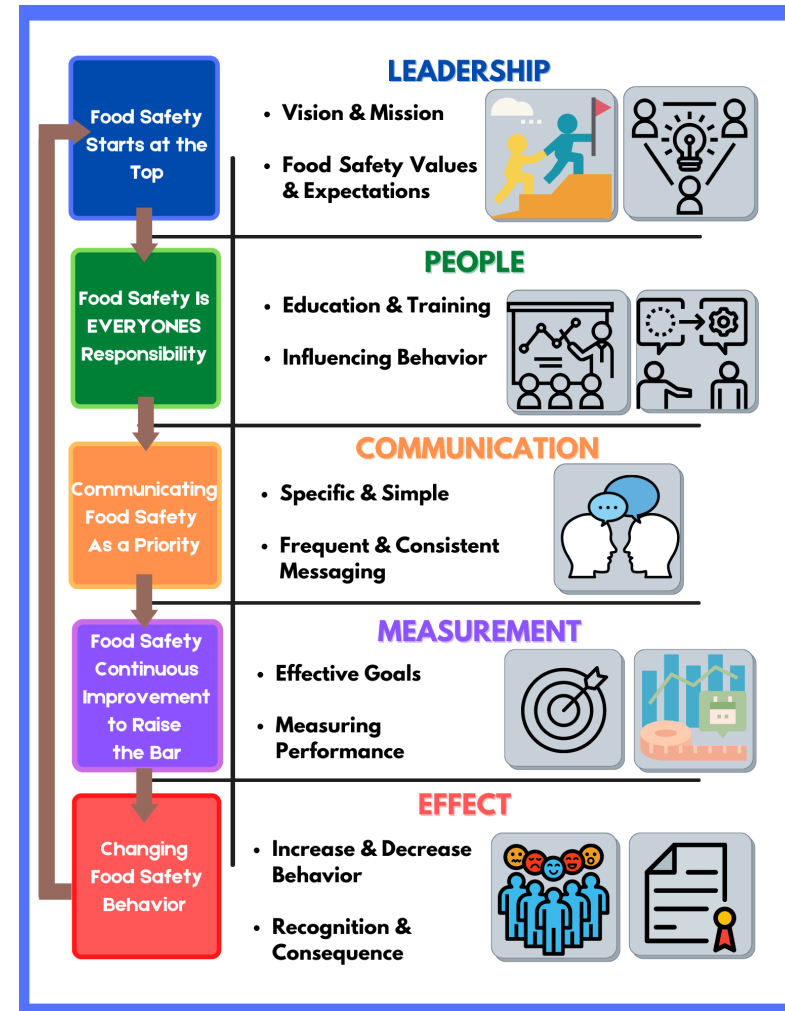 Food Safety
Starts at the
Top
LEADERSHIP
• Vision & Mission
• Food Safety Values
& Expectations
Food Safety Is
EVERYONES
Responsibility
PEOPLE
• Education & Training
• Influencing Behavior
Communicating
Food Safety
As a Priority
COMMUNICATION
• Specific & Simple
• Frequent & Consistent
Messaging
Food Safety
Continuous
Improvement
to Raise
the Bar
MEASUREMENT
• Effective Goals
• Measuring
Performance
Changing
Food Safety
Behavior
EFFECT
• Increase & Decrease
Behavior
• Recognition &
Consequence